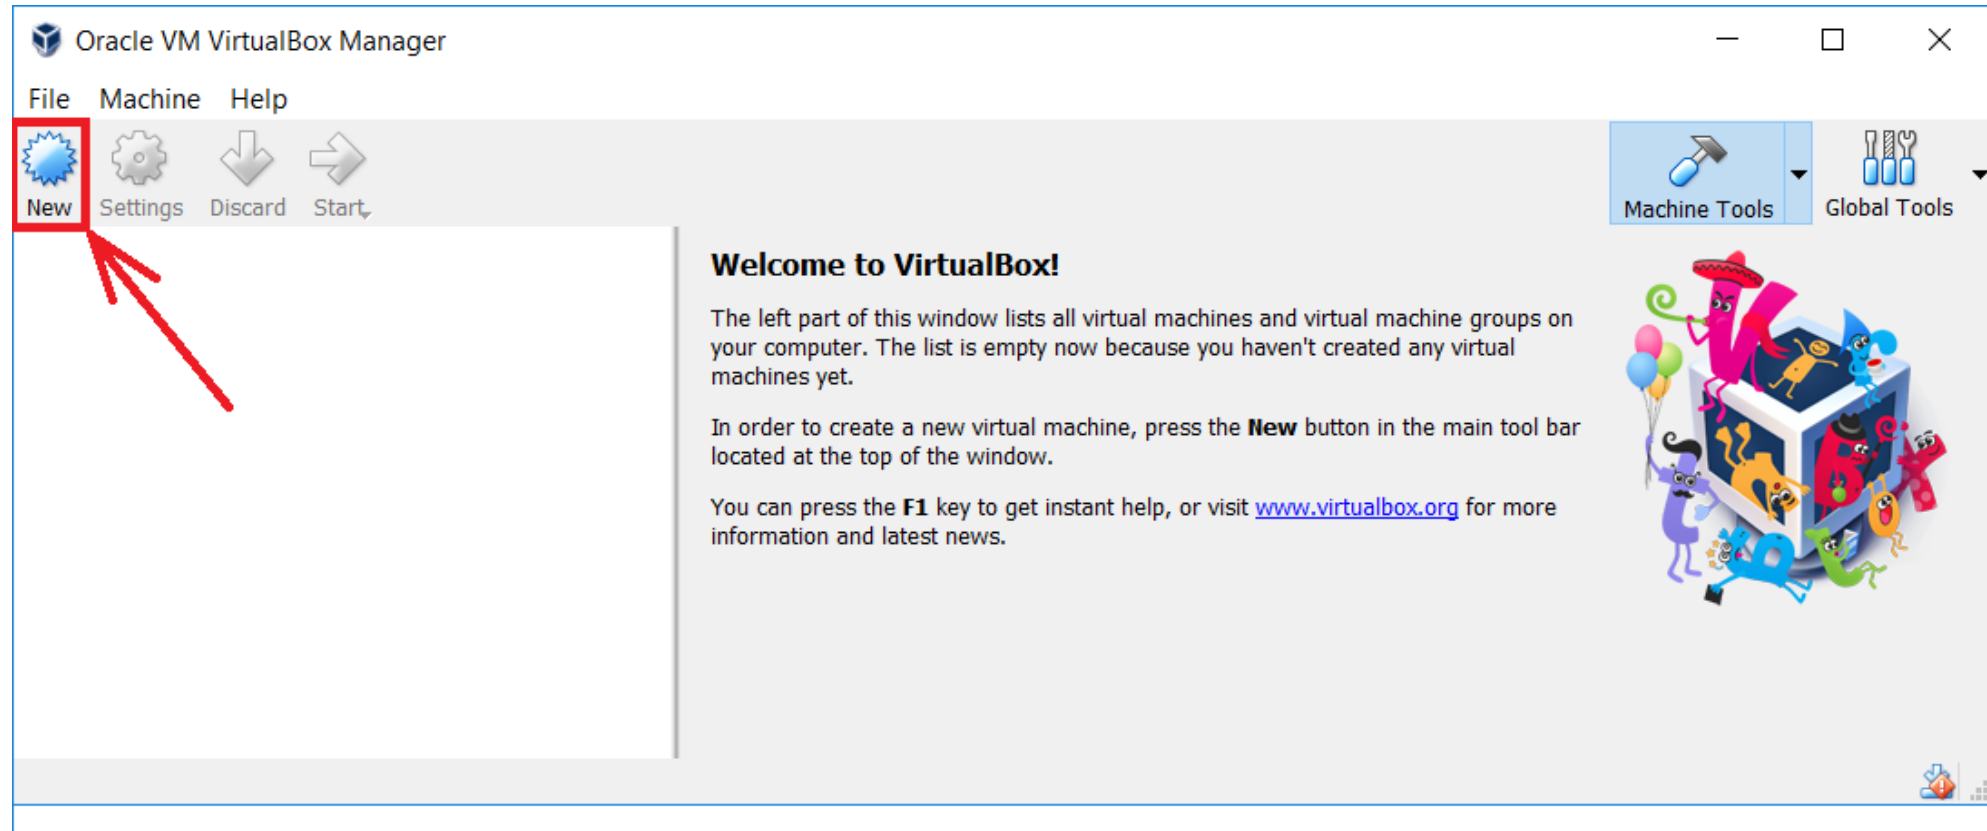 Oracle VM VirtualBox Manager
File Machine Help
New Settings Discard Start
Machine Tools Global Tools
Welcome to VirtualBox!
The left part of this window lists all virtual machines and virtual machine groups on
your computer. The list is empty now because you haven't created any virtual
machines yet.
In order to create a new virtual machine, press the New button in the main tool bar
located at the top of the window.
You can press the F1 key to get instant help, or visit www.virtualbox.org for more
information and latest news.